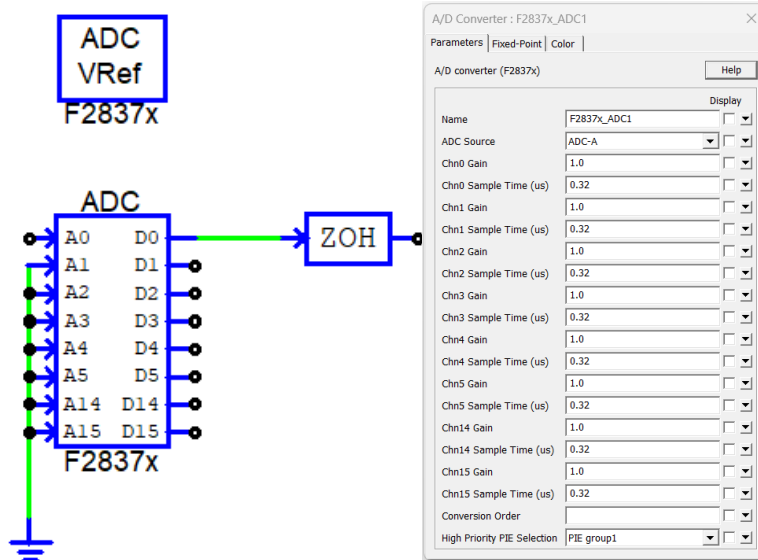 ADC
VRef
F2837x
ADC
A0 D0
A1 D1
A2 D2
A3 D3
A4 D4
A5 D5
A14 D14
A15 D15
F2837x
ZOH
A/D Converter : F2837x_ADC1
Parameters Fixed-Point Color
A/D converter (F2837x) Help
Display
Name F2837x_ADC1
ADC Source ADC-A
Chn0 Gain 1.0
Chn0 Sample Time (us) 0.32
Chn1 Gain 1.0
Chn1 Sample Time (us) 0.32
Chn2 Gain 1.0
Chn2 Sample Time (us) 0.32
Chn3 Gain 1.0
Chn3 Sample Time (us) 0.32
Chn4 Gain 1.0
Chn4 Sample Time (us) 0.32
Chn5 Gain 1.0
Chn5 Sample Time (us) 0.32
Chn14 Gain 1.0
Chn14 Sample Time (us) 0.32
Chn15 Gain 1.0
Chn15 Sample Time (us) 0.32
Conversion Order
High Priority PIE Selection PIE group1